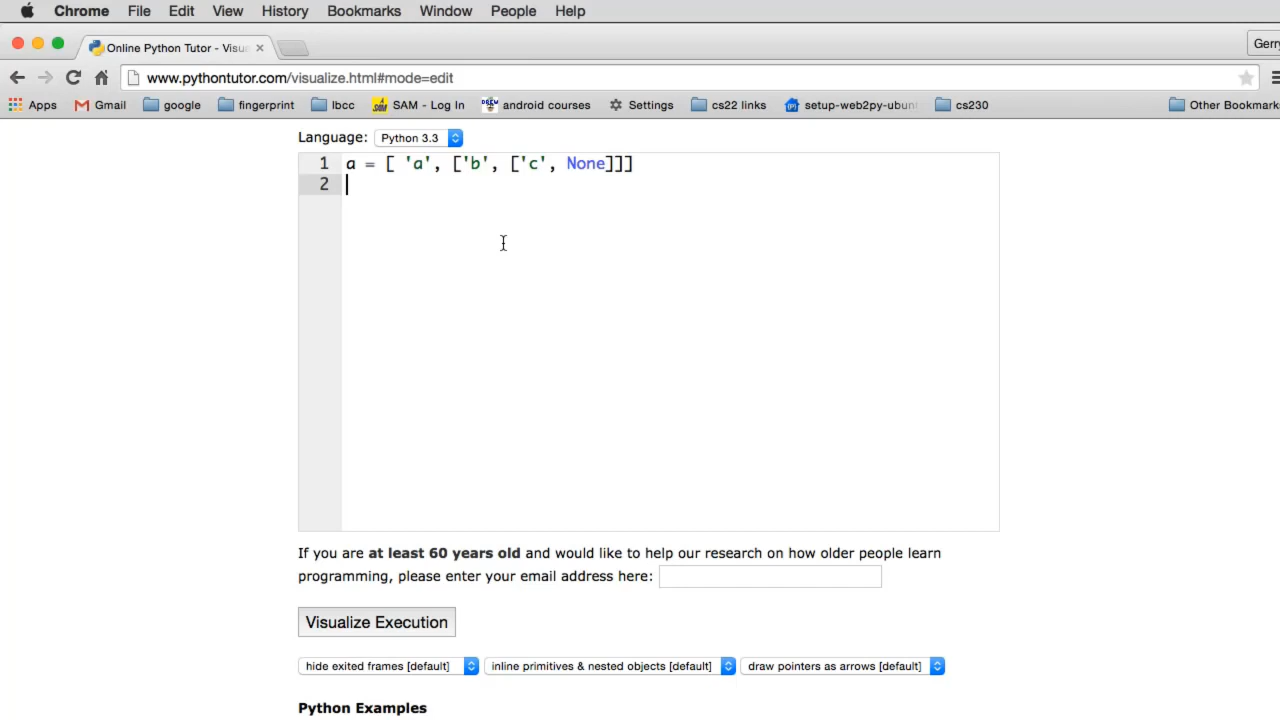 Chrome File Edit View History Bookmarks Window People Help
Online Python Tutor - Visu
Gerry
www.pythontutor.com/visualize.html#mode=edit
Apps Gmail google fingerprint lbcc SAM - Log In android courses Settings cs22 links setup-web2py-ubun cs230 Other Bookmark
Language: Python 3.3
1 a = [ 'a', ['b', ['c', None]]]
2
If you are at least 60 years old and would like to help our research on how older people learn
programming, please enter your email address here:
Visualize Execution
hide exited frames [default] inline primitives & nested objects [default] draw pointers as arrows [default]
Python Examples